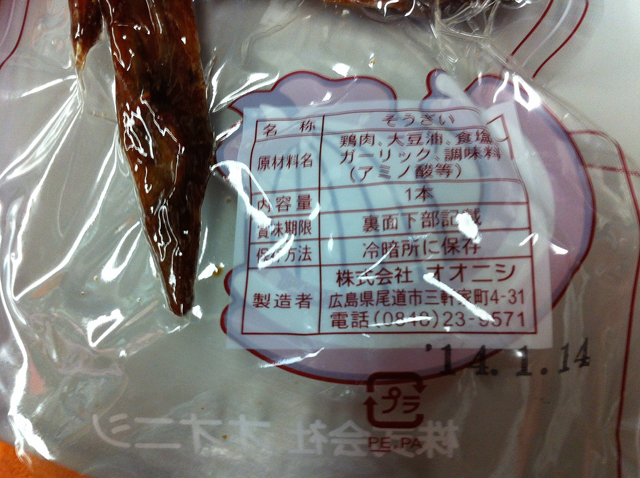 名称 そうざい
原材料名 鶏肉、大豆油、食塩、
ガーリック、調味料
(アミノ酸等)
内容量 1本
賞味期限 裏面下部記載
保存方法 冷暗所に保存
製造者 株式会社 オオニシ
広島県尾道市三軒家町4-31
電話(0848)23-9571
'14.1.14
プラ
PE,PA
株式会社 オオニシ